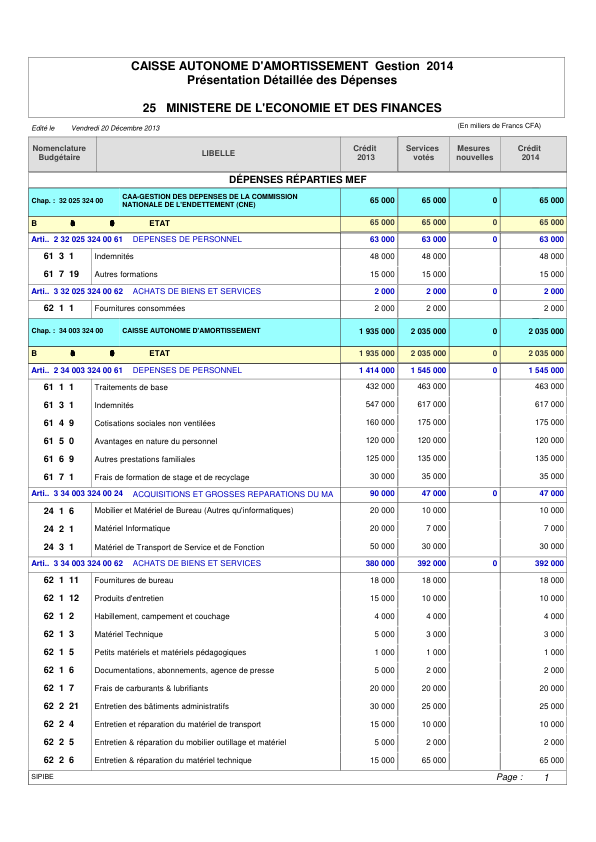 CAISSE AUTONOME D'AMORTISSEMENT Gestion 2014
Présentation Détaillée des Dépenses
25 MINISTERE DE L'ECONOMIE ET DES FINANCES
Edité le Vendredi 20 Décembre 2013 (En miliers de Francs CFA)
Nomenclature Budgétaire LIBELLE Crédit 2013 Services votés Mesures nouvelles Crédit 2014
DÉPENSES RÉPARTIES MEF
Chap. : 32 025 324 00 CAA-GESTION DES DEPENSES DE LA COMMISSION NATIONALE DE L'ENDETTEMENT (CNE) 65 000 65 000 0 65 000
B ETAT 65 000 65 000 0 65 000
Arti.. 2 32 025 324 00 61 DEPENSES DE PERSONNEL 63 000 63 000 0 63 000
61 3 1 Indemnités 48 000 48 000 48 000
61 7 19 Autres formations 15 000 15 000 15 000
Arti.. 3 32 025 324 00 62 ACHATS DE BIENS ET SERVICES 2 000 2 000 0 2 000
62 1 1 Fournitures consommées 2 000 2 000 2 000
Chap. : 34 003 324 00 CAISSE AUTONOME D'AMORTISSEMENT 1 935 000 2 035 000 0 2 035 000
B ETAT 1 935 000 2 035 000 0 2 035 000
Arti.. 2 34 003 324 00 61 DEPENSES DE PERSONNEL 1 414 000 1 545 000 0 1 545 000
61 1 1 Traitements de base 432 000 463 000 463 000
61 3 1 Indemnités 547 000 617 000 617 000
61 4 9 Cotisations sociales non ventilées 160 000 175 000 175 000
61 5 0 Avantages en nature du personnel 120 000 120 000 120 000
61 6 9 Autres prestations familiales 125 000 135 000 135 000
61 7 1 Frais de formation de stage et de recyclage 30 000 35 000 35 000
Arti.. 3 34 003 324 00 24 ACQUISITIONS ET GROSSES REPARATIONS DU MA 90 000 47 000 0 47 000
24 1 6 Mobilier et Matériel de Bureau (Autres qu'informatiques) 20 000 10 000 10 000
24 2 1 Matériel Informatique 20 000 7 000 7 000
24 3 1 Matériel de Transport de Service et de Fonction 50 000 30 000 30 000
Arti.. 3 34 003 324 00 62 ACHATS DE BIENS ET SERVICES 380 000 392 000 0 392 000
62 1 11 Fournitures de bureau 18 000 18 000 18 000
62 1 12 Produits d'entretien 15 000 10 000 10 000
62 1 2 Habillement, campement et couchage 4 000 4 000 4 000
62 1 3 Matériel Technique 5 000 3 000 3 000
62 1 5 Petits matériels et matériels pédagogiques 1 000 1 000 1 000
62 1 6 Documentations, abonnements, agence de presse 5 000 2 000 2 000
62 1 7 Frais de carburants & lubrifiants 20 000 20 000 20 000
62 2 21 Entretien des bâtiments administratifs 30 000 25 000 25 000
62 2 4 Entretien et réparation du matériel de transport 15 000 10 000 10 000
62 2 5 Entretien & réparation du mobilier outillage et matériel 5 000 2 000 2 000
62 2 6 Entretien & réparation du matériel technique 15 000 65 000 65 000
SIPIBE Page : 1